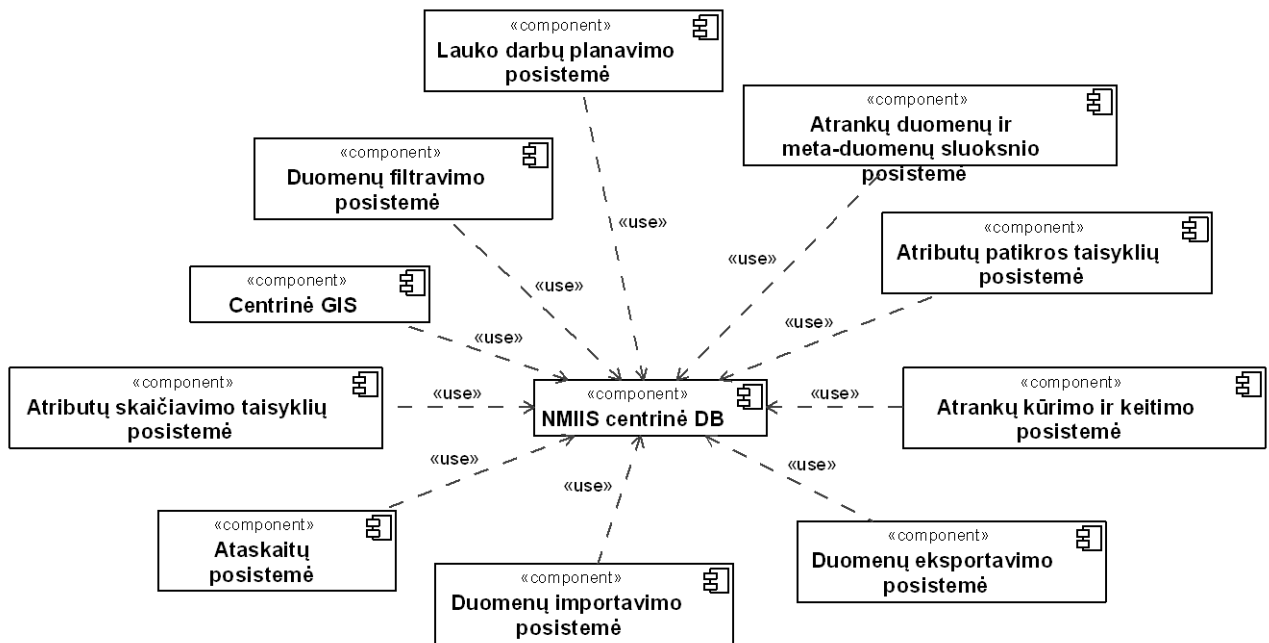 «component»
Lauko darbų planavimo
posistemė
«component»
Atrankų duomenų ir
meta-duomenų sluoksnio
posistemė
«component»
Duomenų filtravimo
posistemė
«use»
«component»
Atributų patikros taisyklių
posistemė
«use»
«use»
«component»
Centrinė GIS
«use»
«use»
«component»
Atributų skaičiavimo taisyklių
posistemė
«use»
«component»
NMIIS centrinė DB
«use»
«component»
Atrankų kūrimo ir keitimo
posistemė
«use»
«use»
«use»
«component»
Ataskaitų
posistemė
«component»
Duomenų importavimo
posistemė
«component»
Duomenų eksportavimo
posistemė